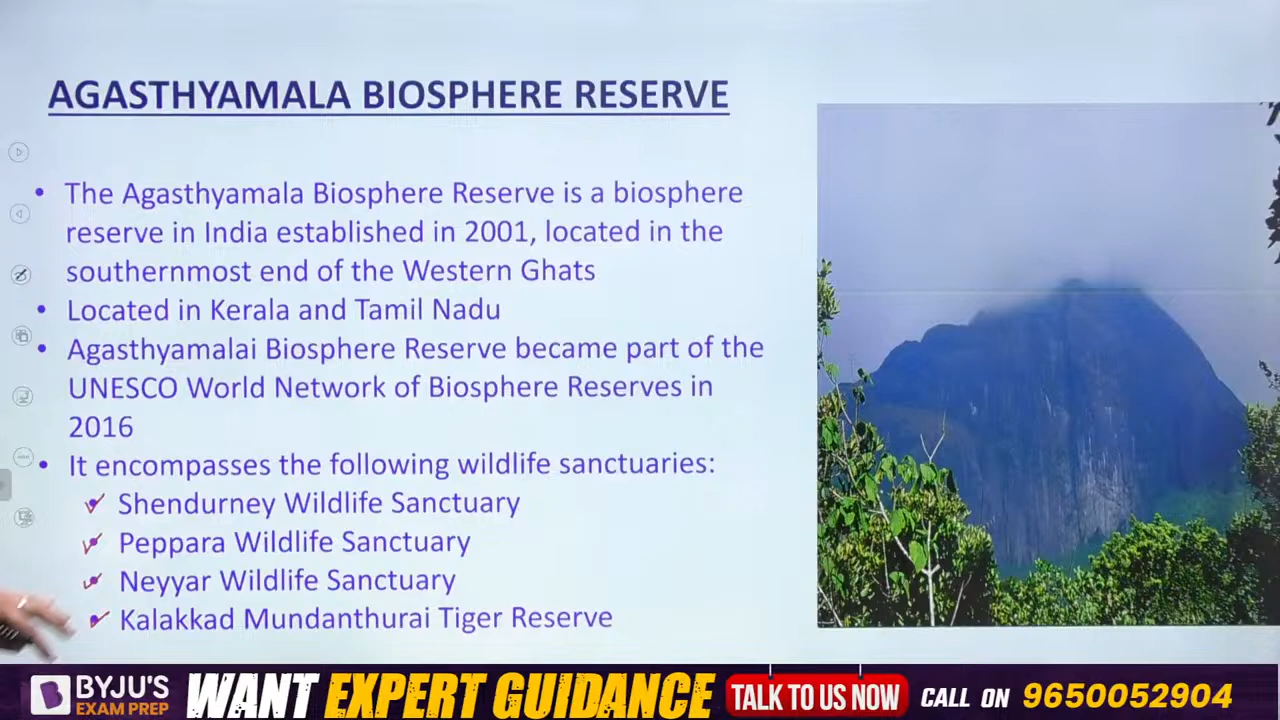 AGASTHYAMALA BIOSPHERE RESERVE
• The Agasthyamala Biosphere Reserve is a biosphere
reserve in India established in 2001, located in the
southernmost end of the Western Ghats
• Located in Kerala and Tamil Nadu
• Agasthyamalai Biosphere Reserve became part of the
UNESCO World Network of Biosphere Reserves in
2016
• It encompasses the following wildlife sanctuaries:
Shendurney Wildlife Sanctuary
Peppara Wildlife Sanctuary
Neyyar Wildlife Sanctuary
Kalakkad Mundanthurai Tiger Reserve
BYJU'S
EXAM PREP
WANT EXPERT GUIDANCE
TALK TO US NOW
CALL ON 9650052904